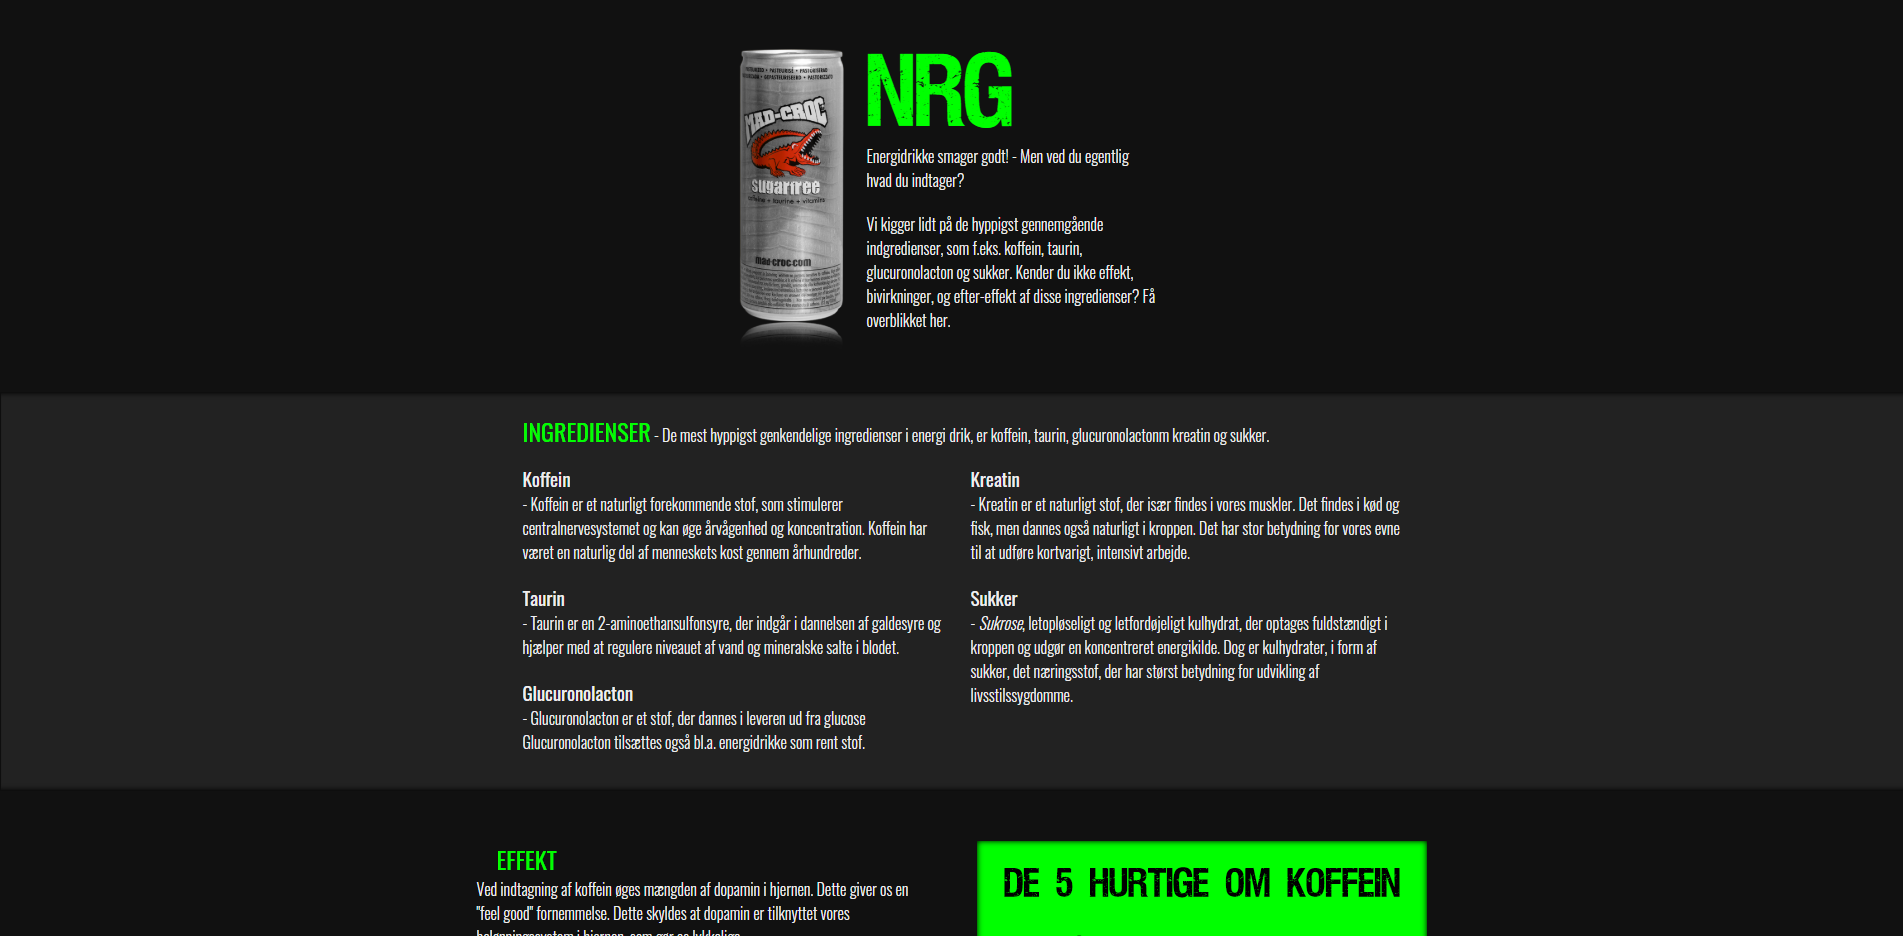 MAD-CROC
sugarfree
caffeine + taurine + vitamins
mad-croc.com
NRG
Energidrikke smager godt! - Men ved du egentlig
hvad du indtager?
Vi kigger lidt på de hyppigst gennemgående
indgredienser, som f.eks. koffein, taurin,
glucuronolacton og sukker. Kender du ikke effekt,
bivirkninger, og efter-effekt af disse ingredienser? Få
overblikket her.
INGREDIENSER - De mest hyppigst genkendelige ingredienser i energi drik, er koffein, taurin, glucuronolactonm kreatin og sukker.
Koffein
- Koffein er et naturligt forekommende stof, som stimulerer
centralnervesystemet og kan øge årvågenhed og koncentration. Koffein har
været en naturlig del af menneskets kost gennem århundreder.
Taurin
- Taurin er en 2-aminoethansulfonsyre, der indgår i dannelsen af galdesyre og
hjælper med at regulere niveauet af vand og mineralske salte i blodet.
Glucuronolacton
- Glucuronolacton er et stof, der dannes i leveren ud fra glucose
Glucuronolacton tilsættes også bl.a. energidrikke som rent stof.
Kreatin
- Kreatin er et naturligt stof, der især findes i vores muskler. Det findes i kød og
fisk, men dannes også naturligt i kroppen. Det har stor betydning for vores evne
til at udføre kortvarigt, intensivt arbejde.
Sukker
- Sukrose, letopløseligt og letfordøjeligt kulhydrat, der optages fuldstændigt i
kroppen og udgør en koncentreret energikilde. Dog er kulhydrater, i form af
sukker, det næringsstof, der har størst betydning for udvikling af
livsstilssygdomme.
EFFEKT
Ved indtagning af koffein øges mængden af dopamin i hjernen. Dette giver os en
"feel good" fornemmelse. Dette skyldes at dopamin er tilknyttet vores
DE 5 HURTIGE OM KOFFEIN